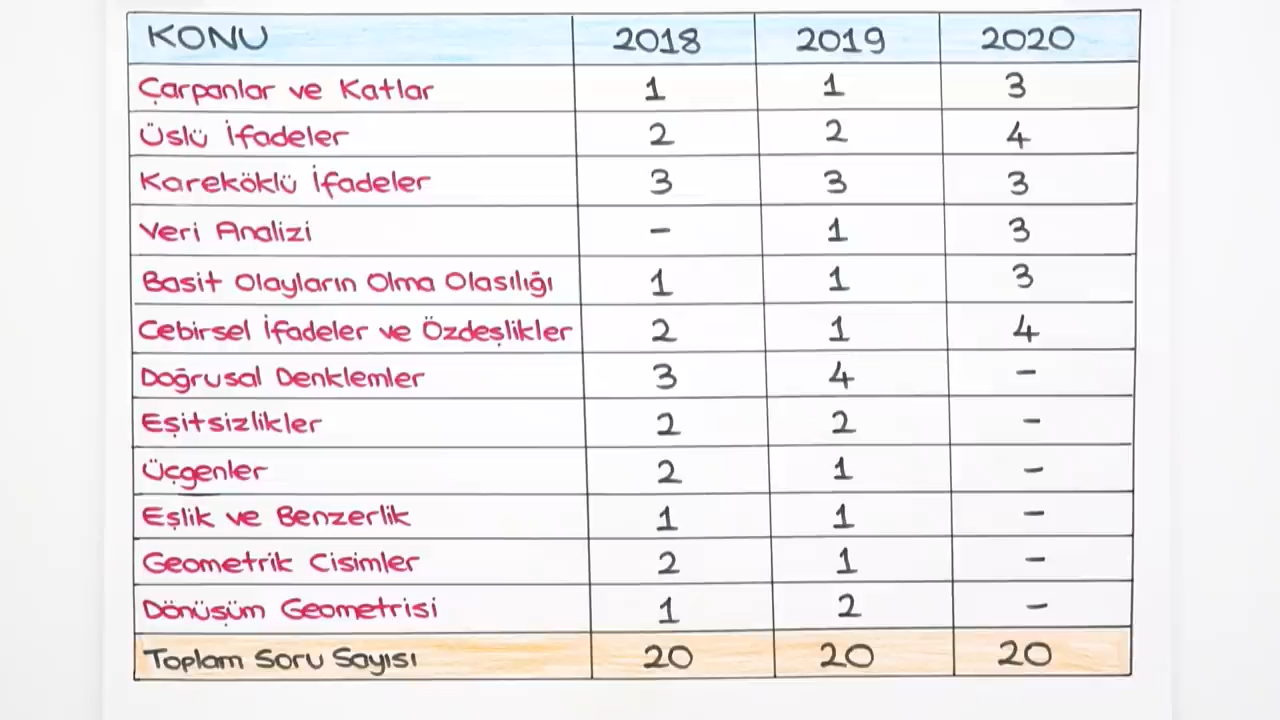 KONU 2018 2019 2020
Çarpanlar ve Katlar 1 1 3
Üslü İfadeler 2 2 4
Kareköklü İfadeler 3 3 3
Veri Analizi - 1 3
Basit Olayların Olma Olasılığı 1 1 3
Cebirsel İfadeler ve Özdeşlikler 2 1 4
Doğrusal Denklemler 3 4 -
Eşitsizlikler 2 2 -
Üçgenler 2 1 -
Eşlik ve Benzerlik 1 1 -
Geometrik Cisimler 2 1 -
Dönüşüm Geometrisi 1 2 -
Toplam Soru Sayısı 20 20 20